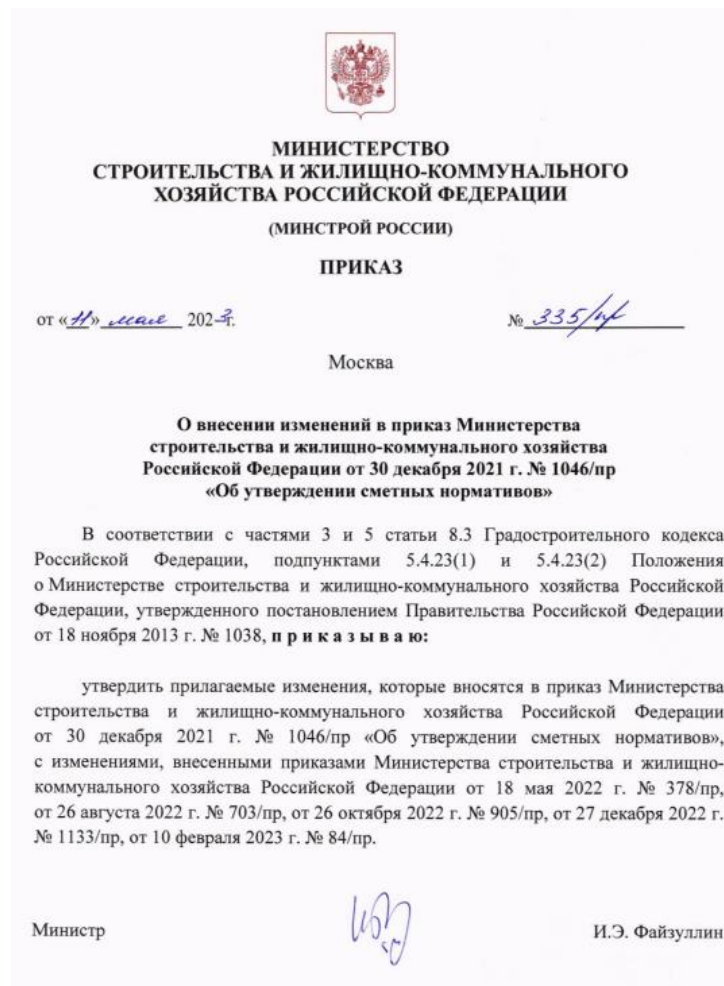 МИНИСТЕРСТВО
СТРОИТЕЛЬСТВА И ЖИЛИЩНО-КОММУНАЛЬНОГО
ХОЗЯЙСТВА РОССИЙСКОЙ ФЕДЕРАЦИИ
(МИНСТРОЙ РОССИИ)
ПРИКАЗ
от «11» мая 2023г. № 335/пр
Москва
О внесении изменений в приказ Министерства
строительства и жилищно-коммунального хозяйства
Российской Федерации от 30 декабря 2021 г. № 1046/пр
«Об утверждении сметных нормативов»
В соответствии с частями 3 и 5 статьи 8.3 Градостроительного кодекса
Российской Федерации, подпунктами 5.4.23(1) и 5.4.23(2) Положения
о Министерстве строительства и жилищно-коммунального хозяйства Российской
Федерации, утвержденного постановлением Правительства Российской Федерации
от 18 ноября 2013 г. № 1038, п р и к а з ы в а ю:
утвердить прилагаемые изменения, которые вносятся в приказ Министерства
строительства и жилищно-коммунального хозяйства Российской Федерации
от 30 декабря 2021 г. № 1046/пр «Об утверждении сметных нормативов»,
с изменениями, внесенными приказами Министерства строительства и жилищно-
коммунального хозяйства Российской Федерации от 18 мая 2022 г. № 378/пр,
от 26 августа 2022 г. № 703/пр, от 26 октября 2022 г. № 905/пр, от 27 декабря 2022 г.
№ 1133/пр, от 10 февраля 2023 г. № 84/пр.
Министр И.Э. Файзуллин